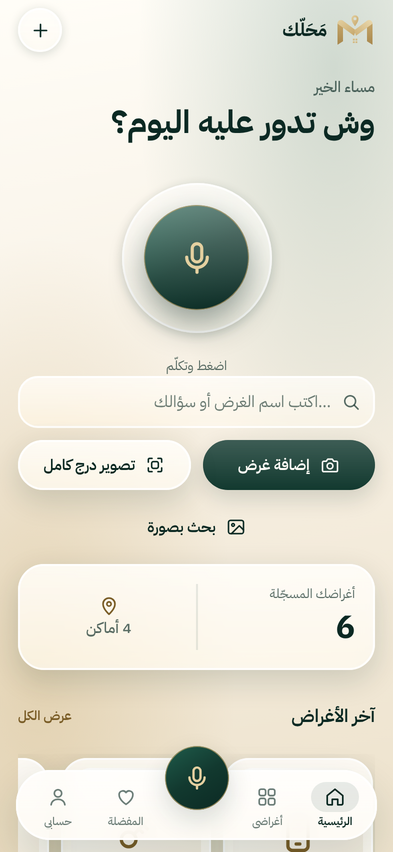 مَحَلّك
مساء الخير
وش تدور عليه اليوم؟
اضغط وتكلّم
...اكتب اسم الغرض أو سؤالك
إضافة غرض
تصوير درج كامل
بحث بصورة
أغراضك المسجّلة
6
4 أماكن
آخر الأغراض
عرض الكل
الرئيسية
أغراضي
المفضلة
حسابي